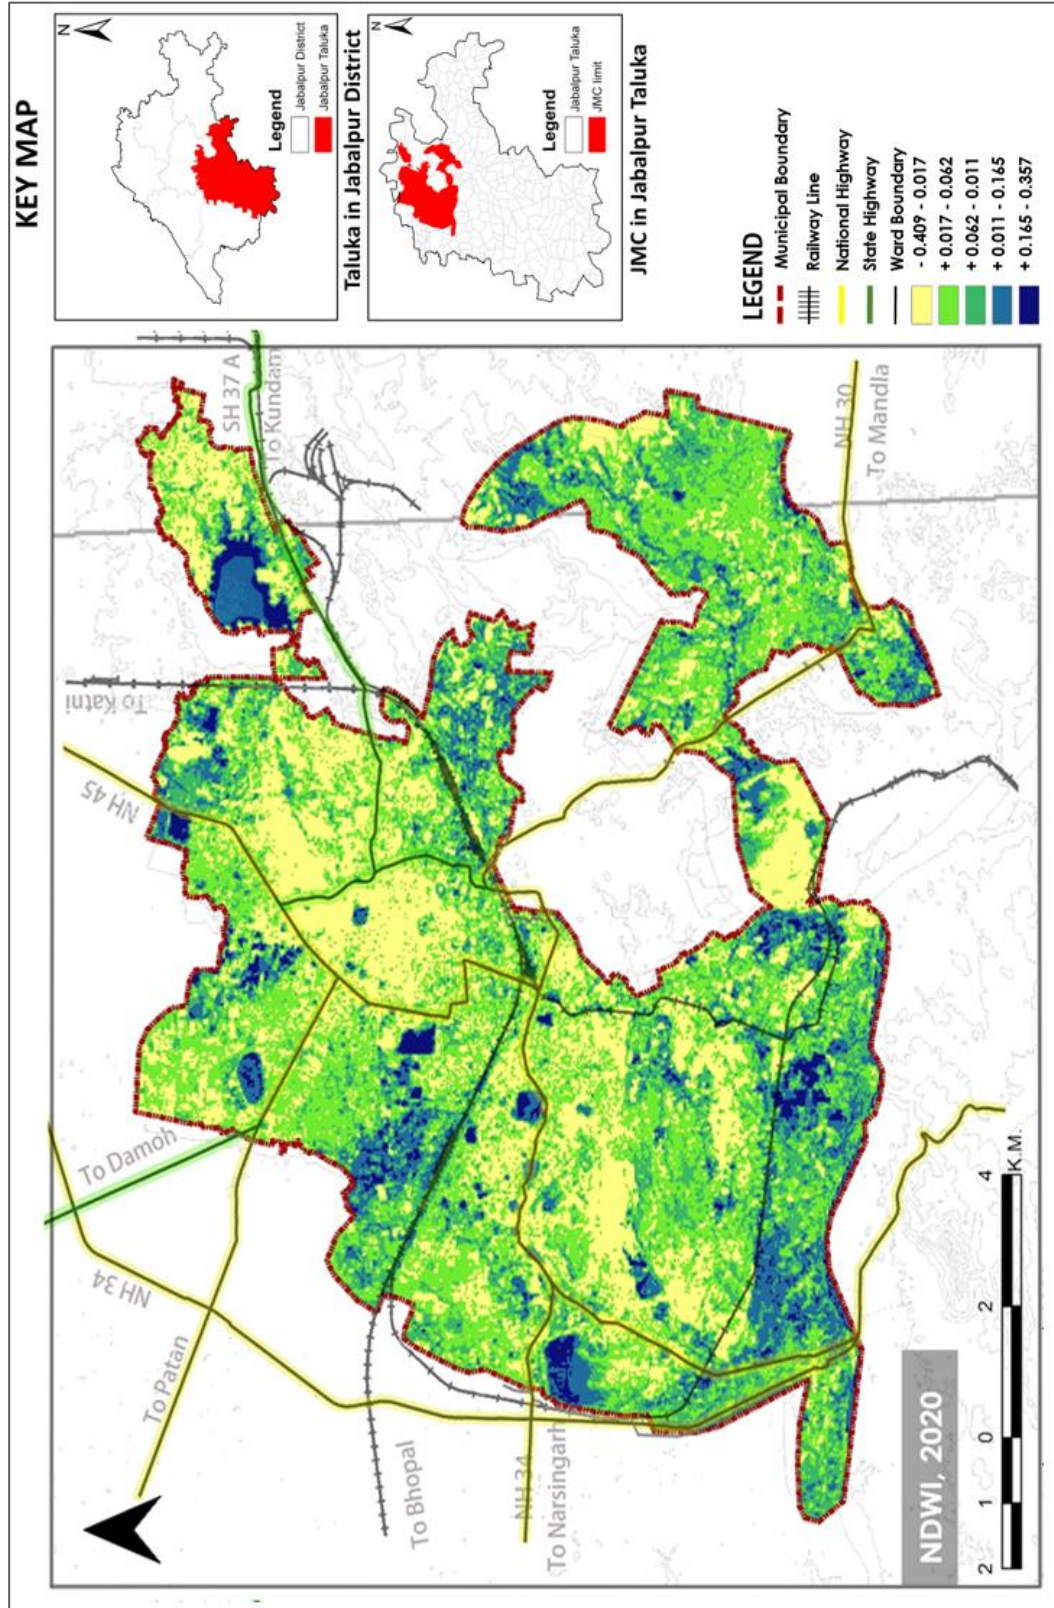 KEY MAP
N
Legend
Jabalpur District
Jabalpur Taluka
Taluka in Jabalpur District
N
Legend
Jabalpur Taluka
JMC limit
JMC in Jabalpur Taluka
LEGEND
Municipal Boundary
Railway Line
National Highway
State Highway
Ward Boundary
- 0.409 - 0.017
+ 0.017 - 0.062
+ 0.062 - 0.011
+ 0.011 - 0.165
+ 0.165 - 0.357
SH 37 A
To Kundam
To Katni
NH 45
NH 30
To Mandla
To Damoh
NH 34
To Patan
To Bhopal
NH 34
To Narsingarh
NDWI, 2020
2 1 0 2 4
K.M.